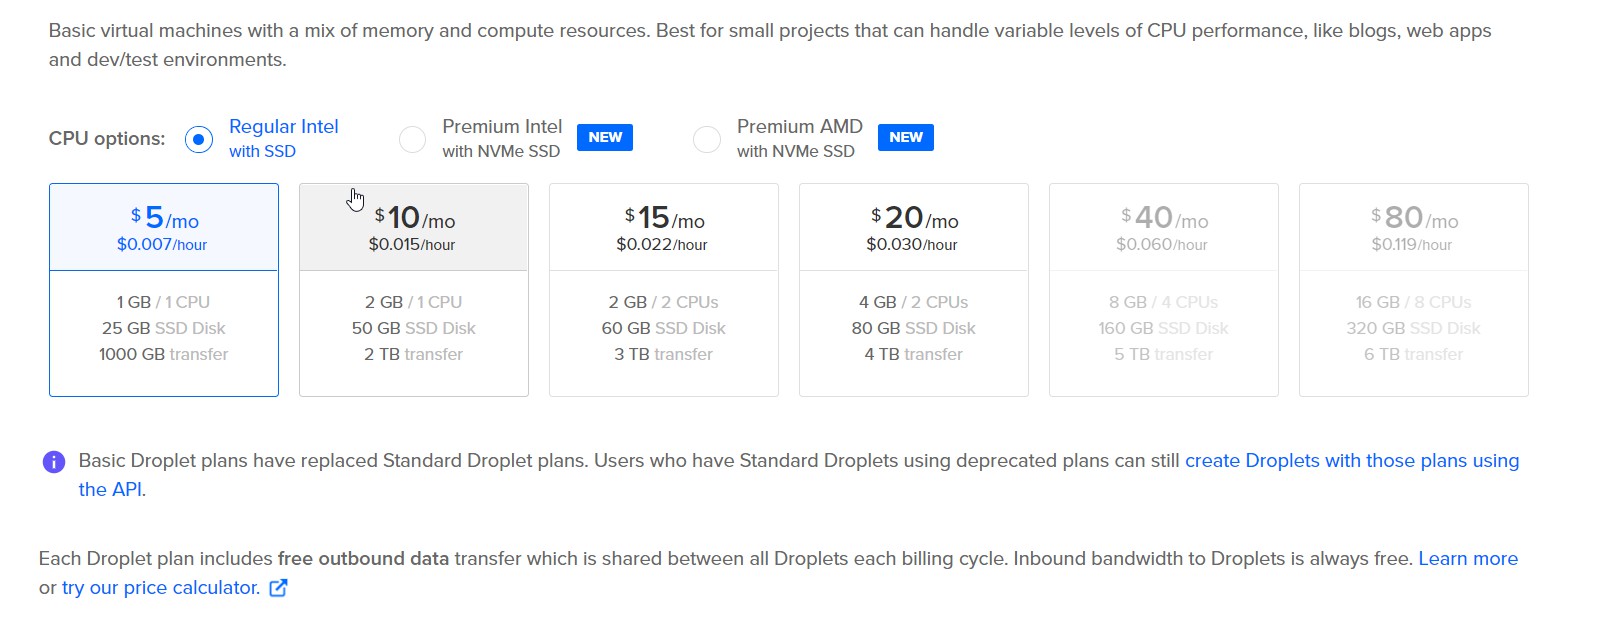 Basic virtual machines with a mix of memory and compute resources. Best for small projects that can handle variable levels of CPU performance, like blogs, web apps
and dev/test environments.
CPU options:
Regular Intel
with SSD
Premium Intel
with NVMe SSD
NEW
Premium AMD
with NVMe SSD
NEW
$5/mo
$0.007/hour
1 GB / 1 CPU
25 GB SSD Disk
1000 GB transfer
$10/mo
$0.015/hour
2 GB / 1 CPU
50 GB SSD Disk
2 TB transfer
$15/mo
$0.022/hour
2 GB / 2 CPUs
60 GB SSD Disk
3 TB transfer
$20/mo
$0.030/hour
4 GB / 2 CPUs
80 GB SSD Disk
4 TB transfer
$40/mo
$0.060/hour
8 GB / 4 CPUs
160 GB SSD Disk
5 TB transfer
$80/mo
$0.119/hour
16 GB / 8 CPUs
320 GB SSD Disk
6 TB transfer
Basic Droplet plans have replaced Standard Droplet plans. Users who have Standard Droplets using deprecated plans can still create Droplets with those plans using
the API.
Each Droplet plan includes free outbound data transfer which is shared between all Droplets each billing cycle. Inbound bandwidth to Droplets is always free. Learn more
or try our price calculator.